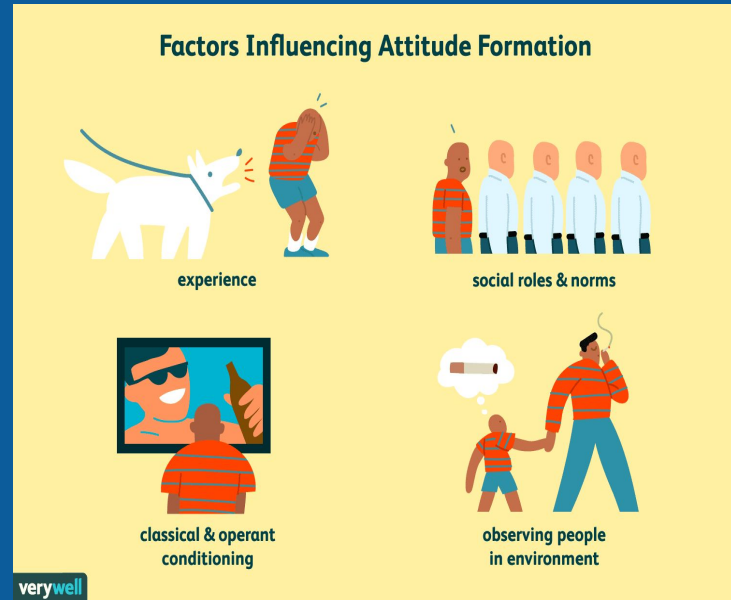 Factors Influencing Attitude Formation
experience
social roles & norms
classical & operant
conditioning
observing people
in environment
verywell